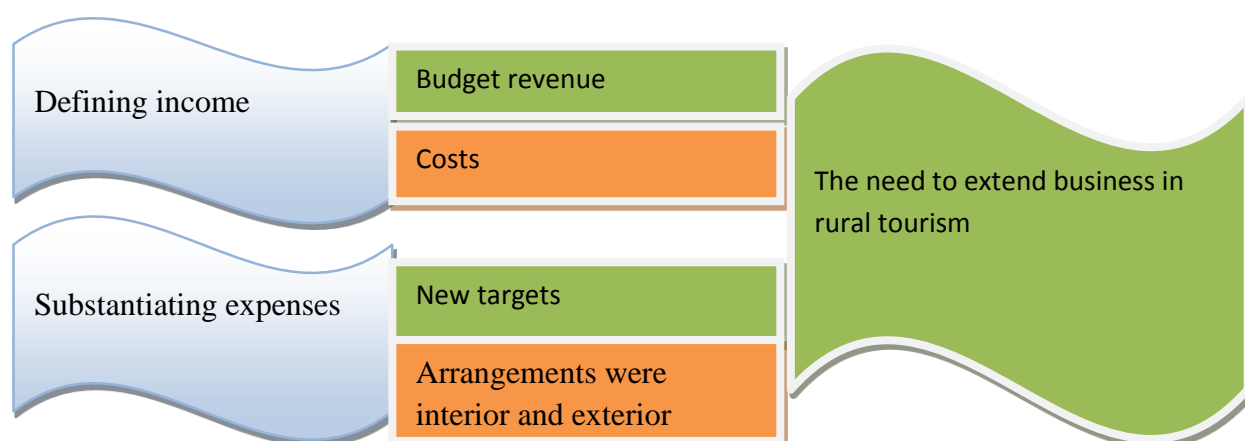 Defining income
Budget revenue
Costs
Substantiating expenses
New targets
Arrangements were
interior and exterior
The need to extend business in
rural tourism